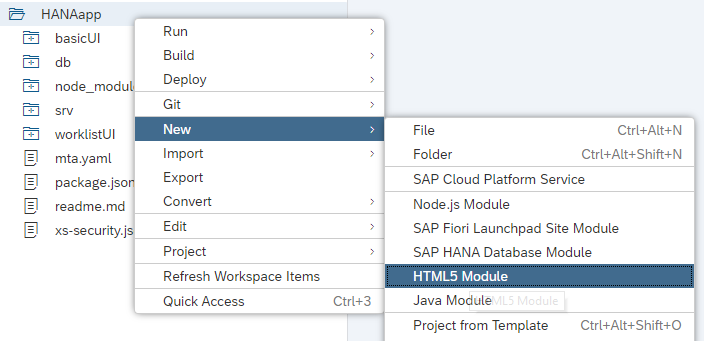 HANAapp
basicUI
db
node_modul
srv
worklistUI
mta.yaml
package.json
readme.md
xs-security.js
Run
Build
Deploy
Git
New
Import
Export
Convert
Edit
Project
Refresh Workspace Items
Quick Access Ctrl+3
File Ctrl+Alt+N
Folder Ctrl+Alt+Shift+N
SAP Cloud Platform Service
Node.js Module
SAP Fiori Launchpad Site Module
SAP HANA Database Module
HTML5 Module
Java Module
HTML5 Module
Project from Template Ctrl+Alt+Shift+O